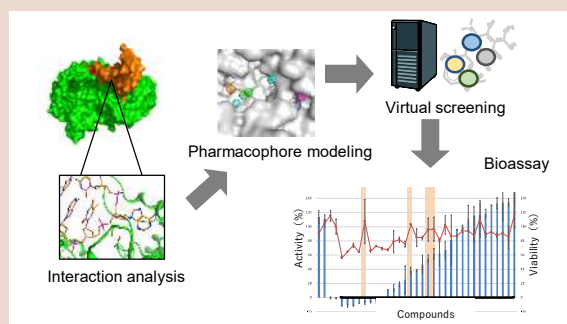 Virtual screening
Pharmacophore modeling
Bioassay
Interaction analysis
Activity (%)
Viability (%)
Compounds